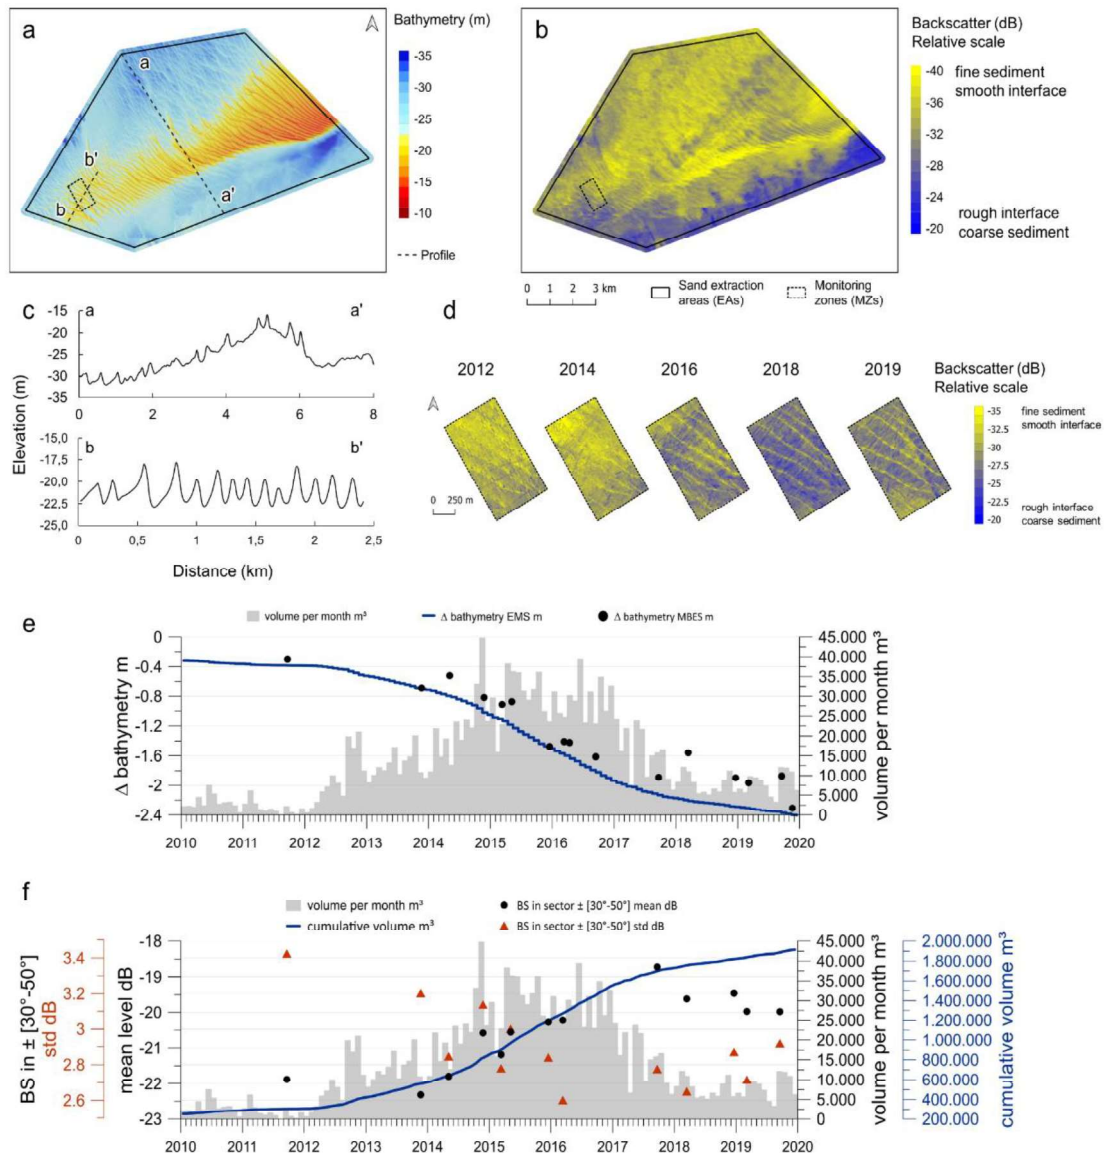 a
Bathymetry (m)
-35
-30
-25
-20
-15
-10
Profile
a
a'
b'
b
b
Backscatter (dB)
Relative scale
-40
-36
-32
-28
-24
-20
fine sediment
smooth interface
rough interface
coarse sediment
0 1 2 3 km
Sand extraction
areas (EAs)
Monitoring
zones (MZs)
c
a
a'
-15
-20
-25
-30
-35
0 2 4 6 8
b
b'
-15,0
-17,5
-20,0
-22,5
-25,0
0 0,5 1 1,5 2 2,5
Elevation (m)
Distance (km)
d
2012 2014 2016 2018 2019
0 250 m
Backscatter (dB)
Relative scale
-35
-32.5
-30
-27.5
-25
-22.5
-20
fine sediment
smooth interface
rough interface
coarse sediment
e
volume per month m³
Δ bathymetry EMS m
Δ bathymetry MBES m
Δ bathymetry m
0
-0.4
-0.8
-1.2
-1.6
-2
-2.4
45.000
40.000
35.000
30.000
25.000
20.000
15.000
10.000
5.000
0
volume per month m³
2010 2011 2012 2013 2014 2015 2016 2017 2018 2019 2020
f
volume per month m³
cumulative volume m³
BS in sector ± [30°-50°] mean dB
BS in sector ± [30°-50°] std dB
BS in ± [30°-50°]
std dB
3.4
3.2
3
2.8
2.6
mean level dB
-18
-19
-20
-21
-22
-23
45.000
40.000
35.000
30.000
25.000
20.000
15.000
10.000
5.000
0
volume per month m³
2.000.000
1.800.000
1.600.000
1.400.000
1.200.000
1.000.000
800.000
600.000
400.000
200.000
cumulative volume m³
2010 2011 2012 2013 2014 2015 2016 2017 2018 2019 2020